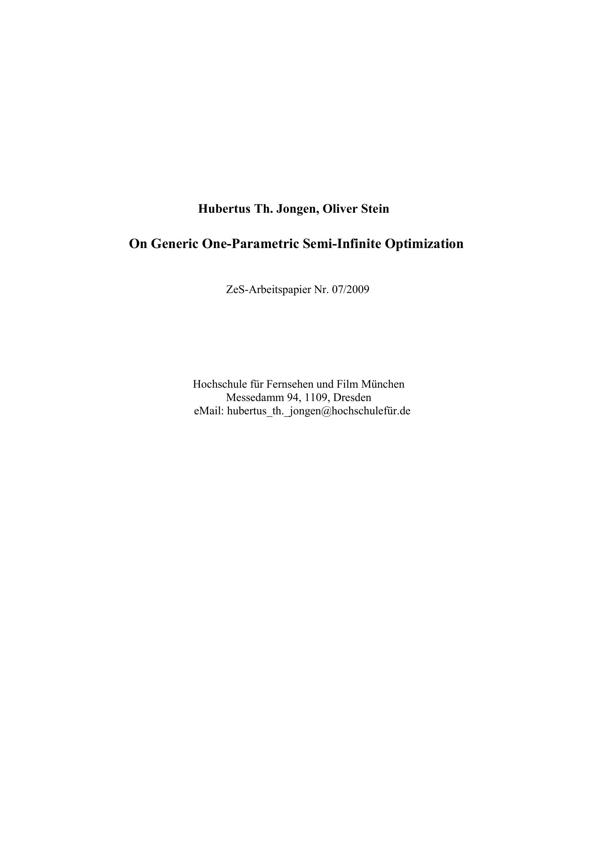 Hubertus Th. Jongen, Oliver Stein
On Generic One-Parametric Semi-Infinite Optimization
ZeS-Arbeitspapier Nr. 07/2009
Hochschule für Fernsehen und Film München
Messedamm 94, 1109, Dresden
eMail: hubertus_th._jongen@hochschulefür.de